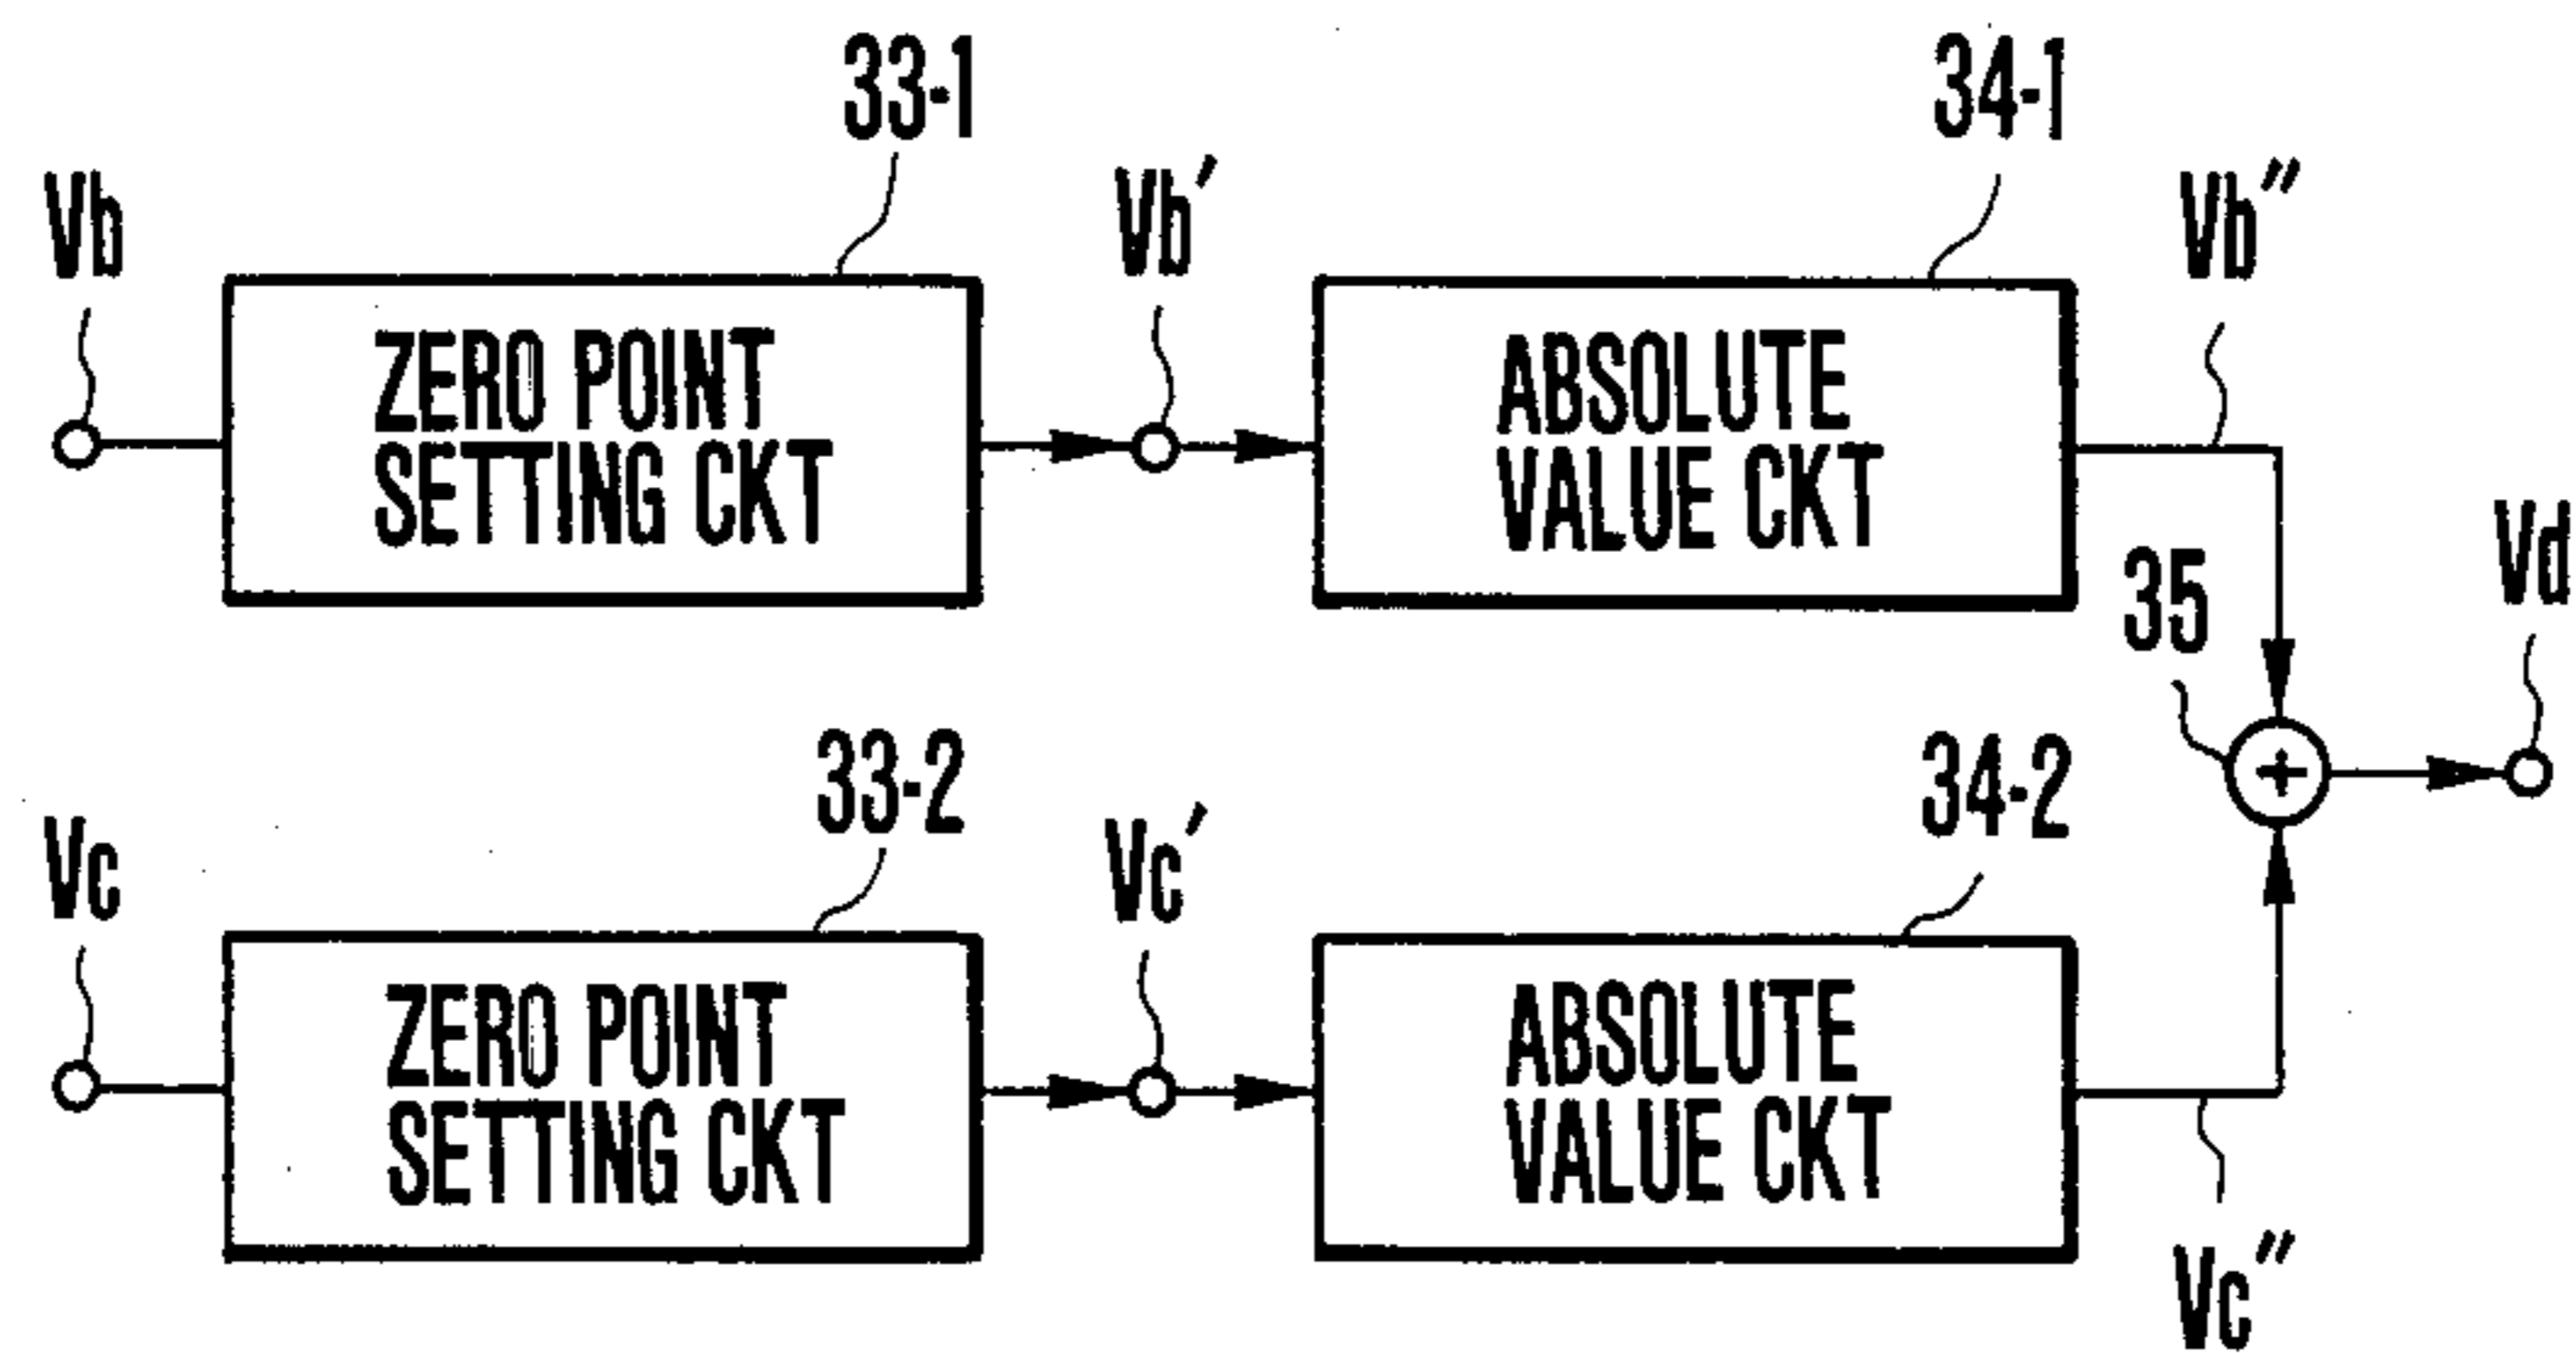 33-1
34-1
Vb
Vb′
Vb″
ZERO POINT
SETTING CKT
ABSOLUTE
VALUE CKT
35
Vd
33-2
34-2
Vc
Vc′
+
ZERO POINT
SETTING CKT
ABSOLUTE
VALUE CKT
Vc″